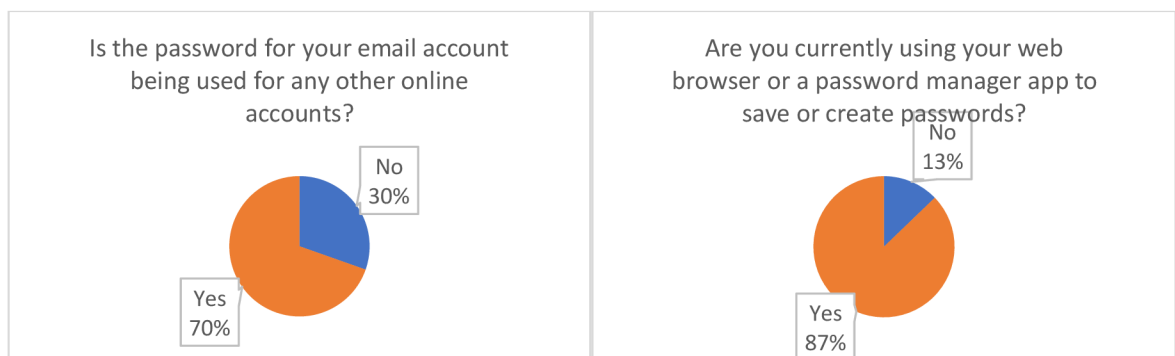 Is the password for your email account
being used for any other online
accounts?
No
30%
Yes
70%
Are you currently using your web
browser or a password manager app to
save or create passwords?
No
13%
Yes
87%